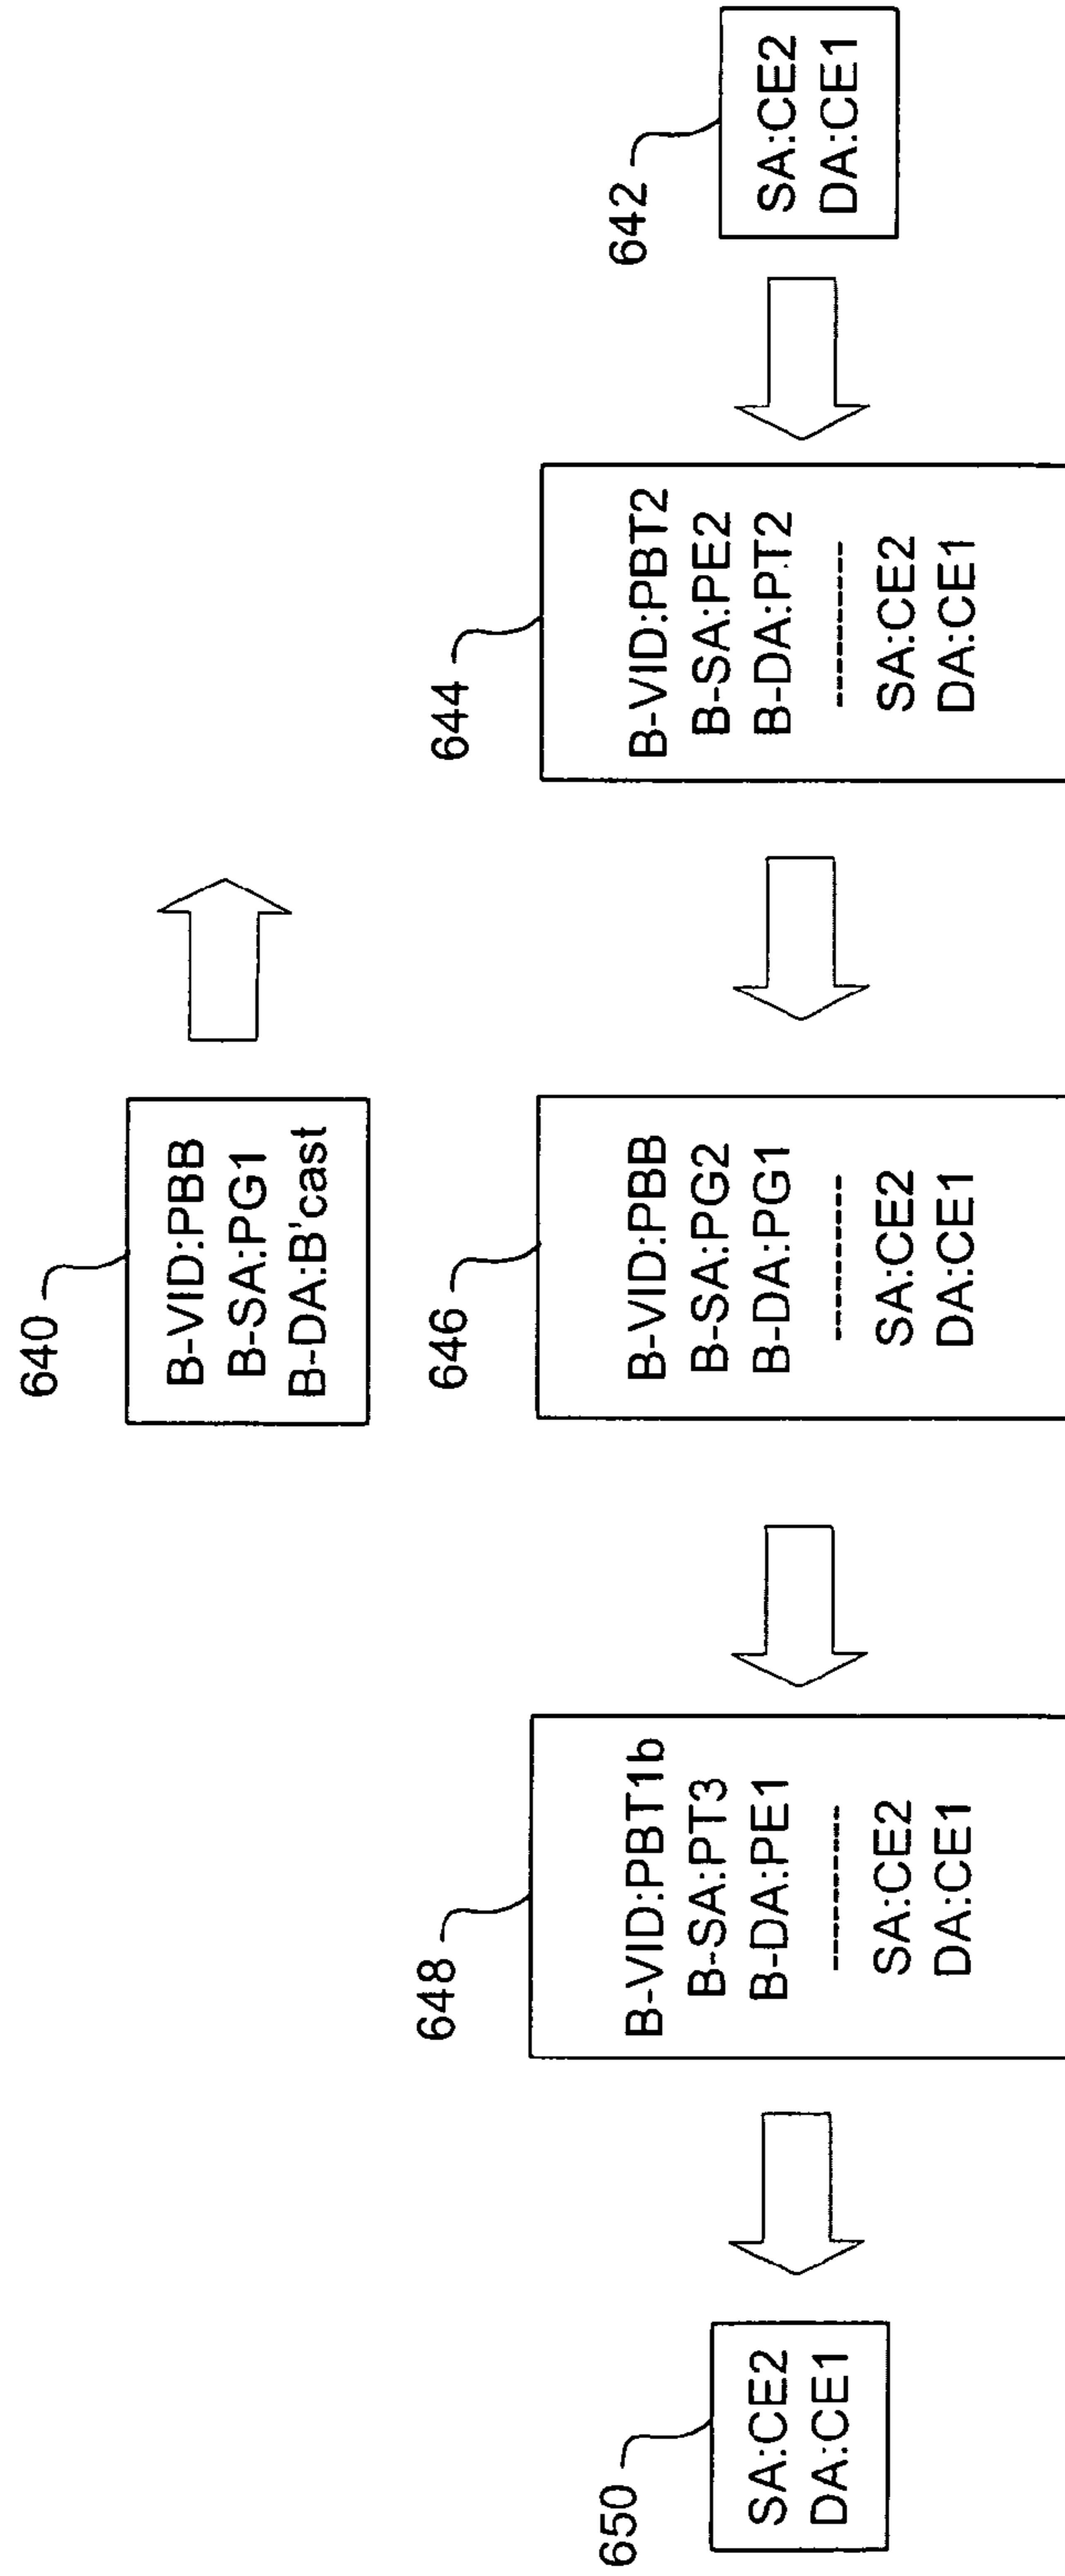 640
B-VID:PBB
B-SA:PG1
B-DA:B'cast
650
SA:CE2
DA:CE1
648
B-VID:PBT1b
B-SA:PT3
B-DA:PE1
---------
SA:CE2
DA:CE1
646
B-VID:PBB
B-SA:PG2
B-DA:PG1
---------
SA:CE2
DA:CE1
644
B-VID:PBT2
B-SA:PE2
B-DA:PT2
---------
SA:CE2
DA:CE1
642
SA:CE2
DA:CE1